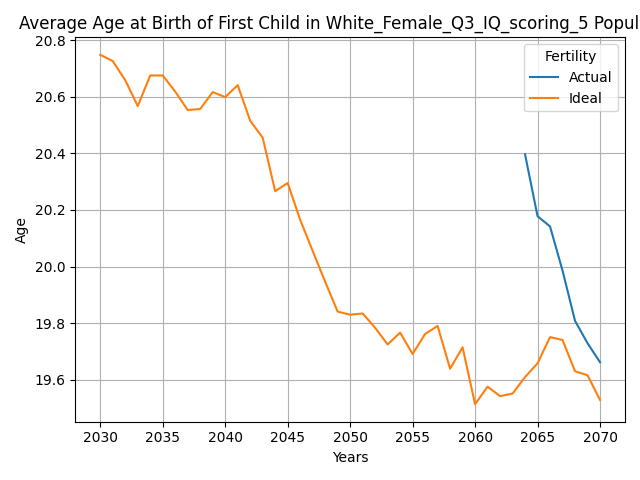 Average Age at Birth of First Child in White_Female_Q3_IQ_scoring_5 Popul
20.8
20.6
20.4
20.2
20.0
19.8
19.6
Age
Fertility
Actual
Ideal
2030 2035 2040 2045 2050 2055 2060 2065 2070
Years